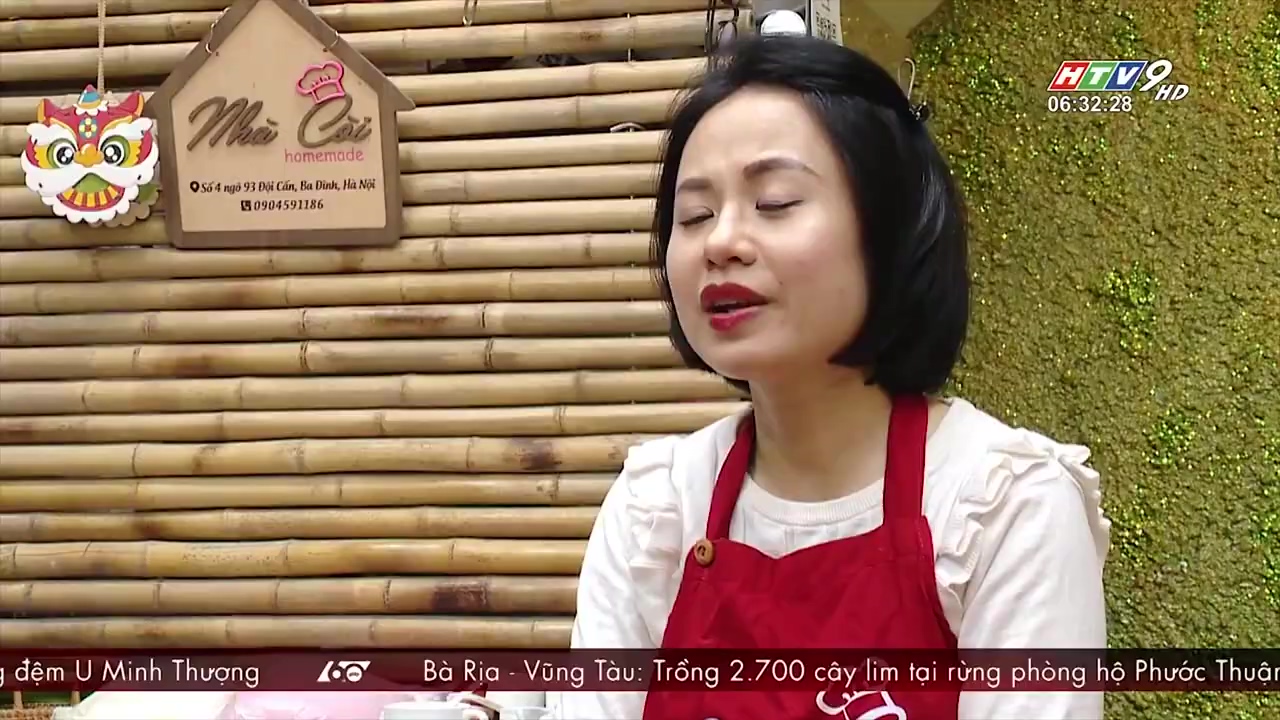 Nhà Còi
homemade
Số 4 ngõ 93 Đội Cấn, Ba Đình, Hà Nội
0904591186
HTV9 HD
06:32:28
g đệm U Minh Thượng
60 Bà Rịa - Vũng Tàu: Trồng 2.700 cây lim tại rừng phòng hộ Phước Thuận